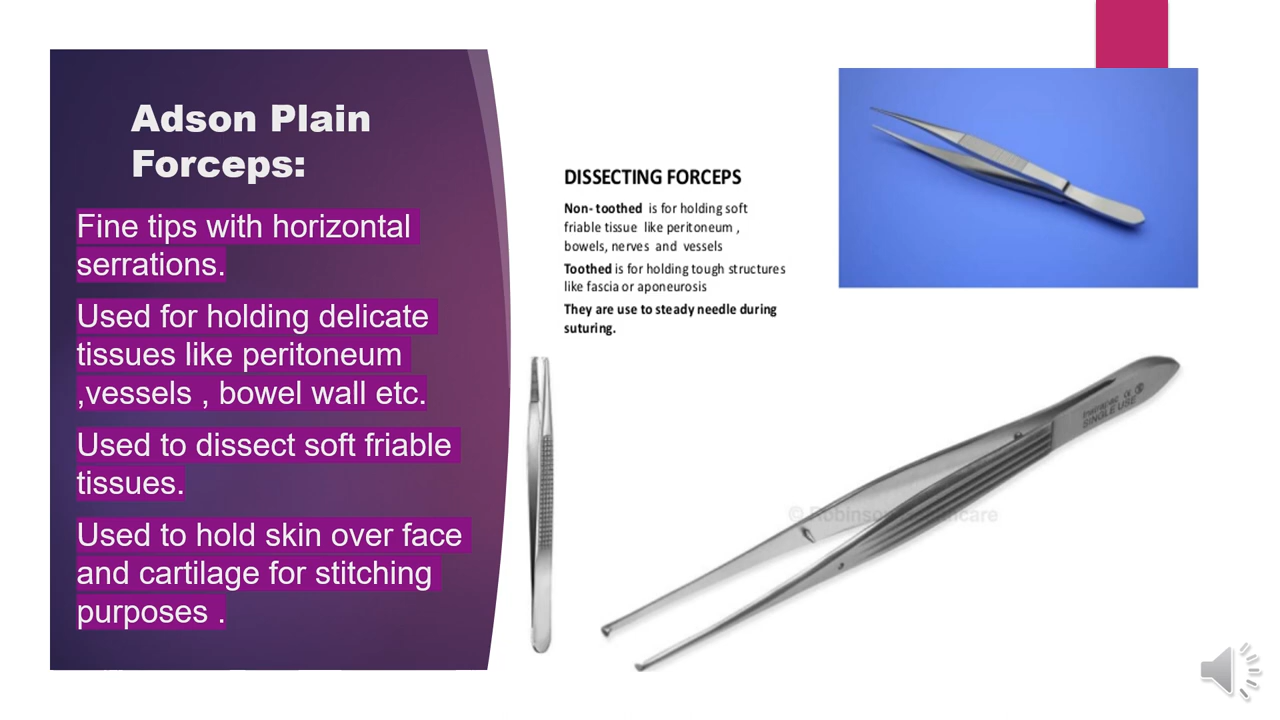 Adson Plain
Forceps:
Fine tips with horizontal
serrations.
Used for holding delicate
tissues like peritoneum
,vessels , bowel wall etc.
Used to dissect soft friable
tissues.
Used to hold skin over face
and cartilage for stitching
purposes .
DISSECTING FORCEPS
Non- toothed is for holding soft
friable tissue like peritoneum ,
bowels, nerves and vessels
Toothed is for holding tough structures
like fascia or aponeurosis
They are use to steady needle during
suturing.
SINGLE USE